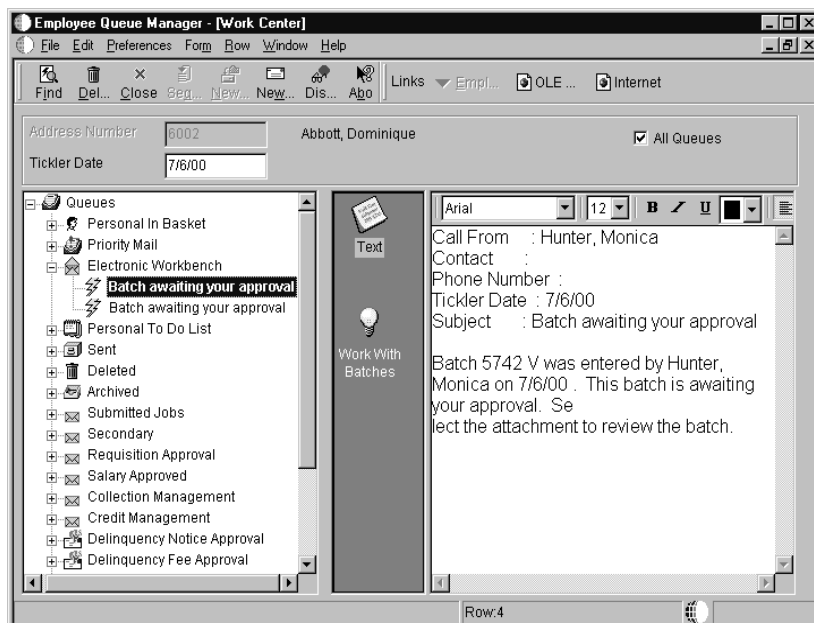 Employee Queue Manager - [Work Center]
File Edit Preferences Form Row Window Help
Find Del... Close Seq... New... New... Dis... Abo Links Empl... OLE ... Internet
Address Number 6002 Abbott, Dominique All Queues
Tickler Date 7/6/00
Queues
Personal In Basket
Priority Mail
Electronic Workbench
Batch awaiting your approval
Batch awaiting your approval
Personal To Do List
Sent
Deleted
Archived
Submitted Jobs
Secondary
Requisition Approval
Salary Approved
Collection Management
Credit Management
Delinquency Notice Approval
Delinquency Fee Approval
Text
Work With
Batches
Arial 12 B I U
Call From : Hunter, Monica
Contact :
Phone Number :
Tickler Date : 7/6/00
Subject : Batch awaiting your approval
Batch 5742 V was entered by Hunter,
Monica on 7/6/00 . This batch is awaiting
your approval. Se
lect the attachment to review the batch.
Row:4